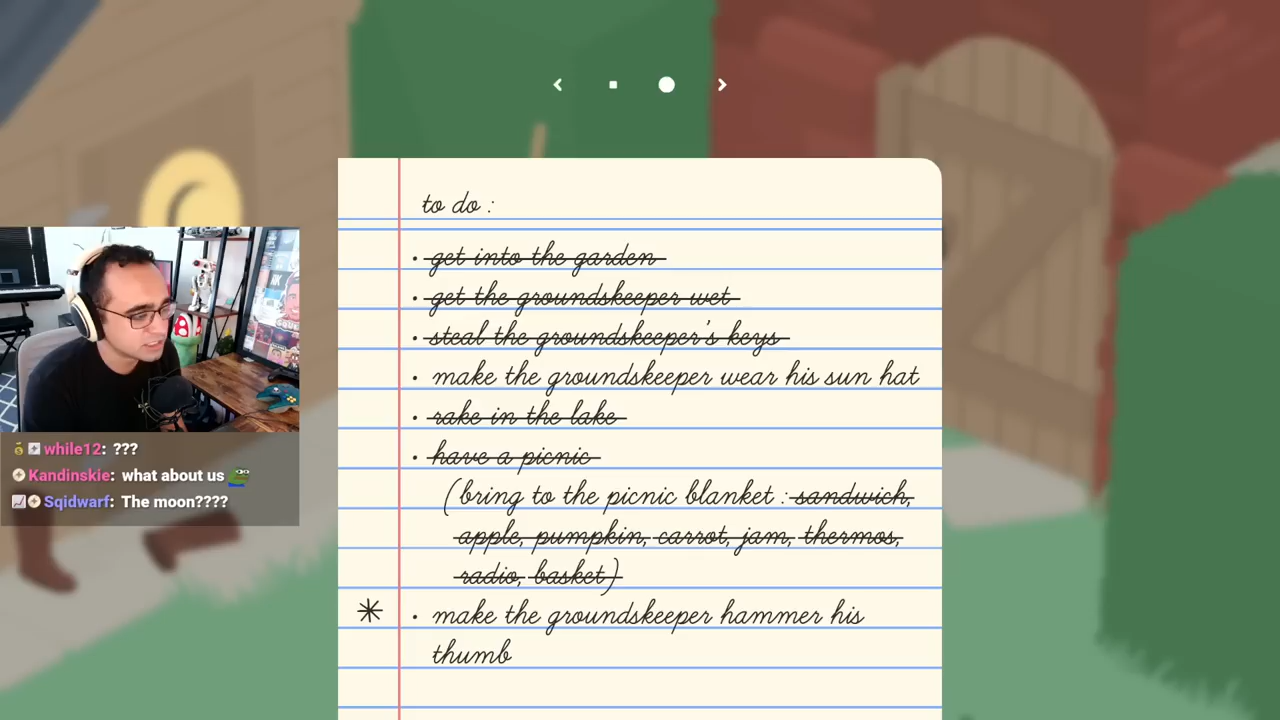 to do :
• get into the garden
• get the groundskeeper wet
• steal the groundskeeper's keys
• make the groundskeeper wear his sun hat
• rake in the lake
• have a picnic
(bring to the picnic blanket : sandwich,
apple, pumpkin, carrot, jam, thermos,
radio, basket)
• make the groundskeeper hammer his
thumb
while12: ???
Kandinskie: what about us
Sqidwarf: The moon????